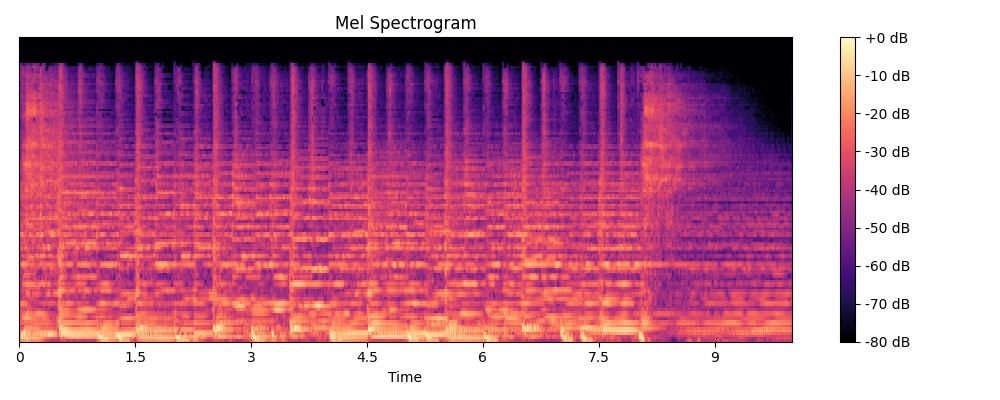 Mel Spectrogram
+0 dB
-10 dB
-20 dB
-30 dB
-40 dB
-50 dB
-60 dB
-70 dB
-80 dB
0 1.5 3 4.5 6 7.5 9
Time